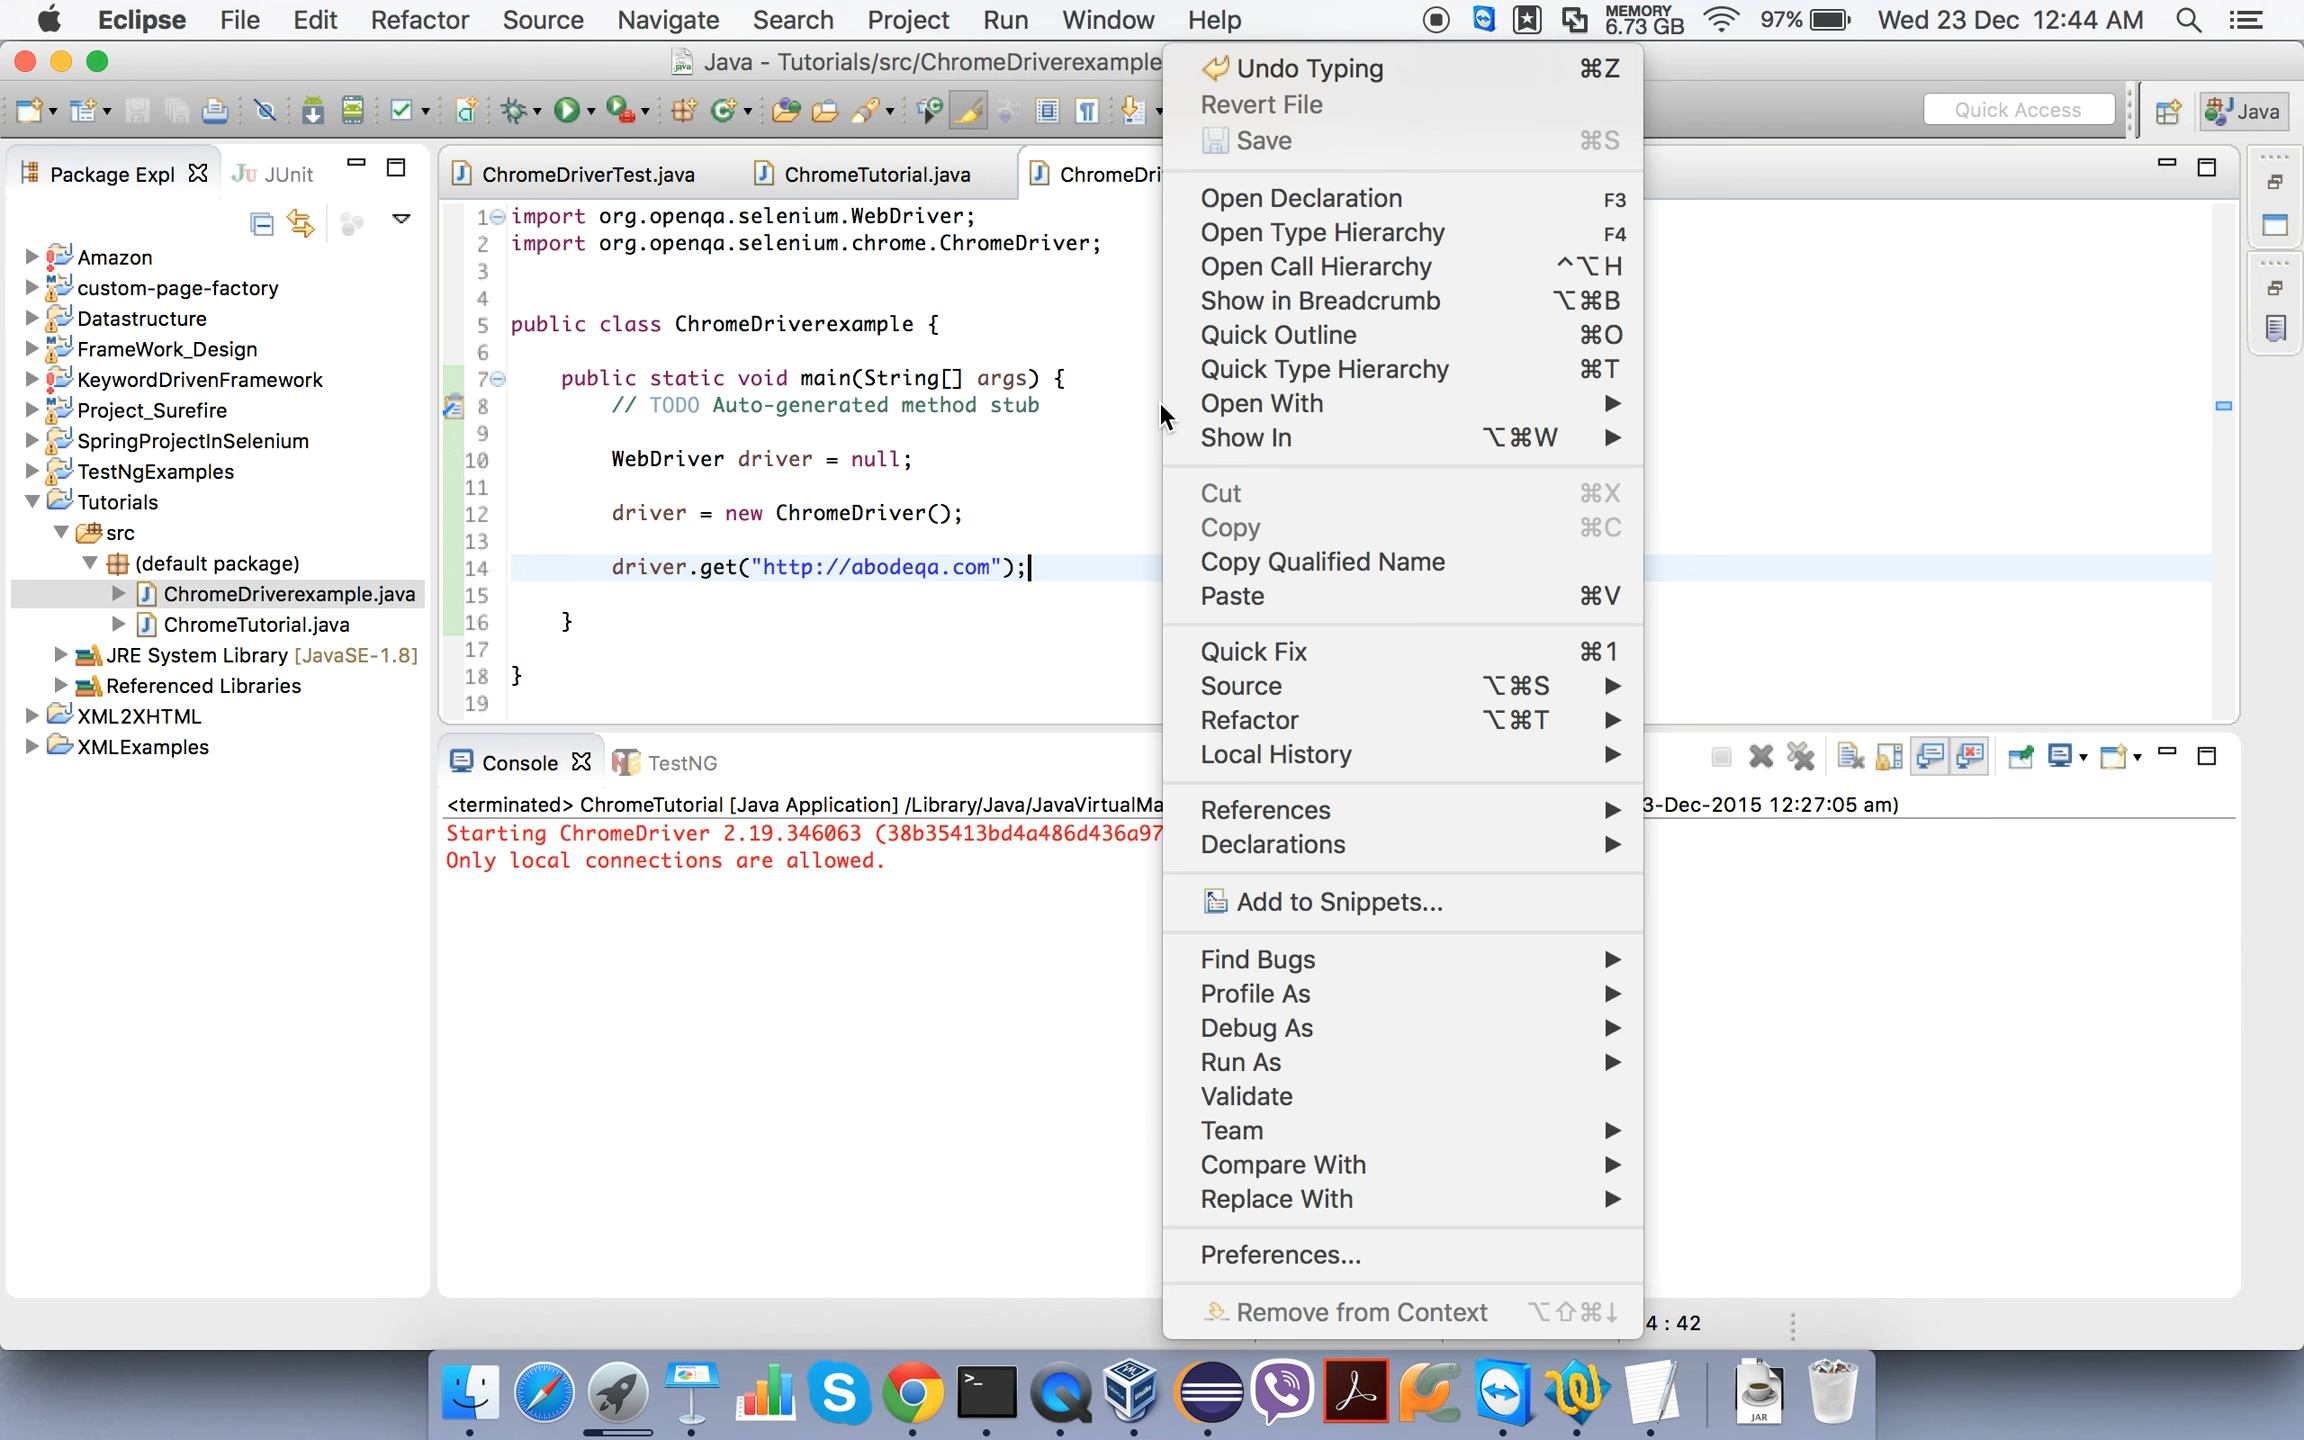 Eclipse File Edit Refactor Source Navigate Search Project Run Window Help MEMORY 6.73 GB 97% Wed 23 Dec 12:44 AM
Java - Tutorials/src/ChromeDriverexample
Quick Access Java
Package Expl JUnit
Amazon
custom-page-factory
Datastructure
FrameWork_Design
KeywordDrivenFramework
Project_Surefire
SpringProjectInSelenium
TestNgExamples
Tutorials
src
(default package)
ChromeDriverexample.java
ChromeTutorial.java
JRE System Library [JavaSE-1.8]
Referenced Libraries
XML2XHTML
XMLExamples
ChromeDriverTest.java ChromeTutorial.java ChromeDri
1 import org.openqa.selenium.WebDriver;
2 import org.openqa.selenium.chrome.ChromeDriver;
3
4
5 public class ChromeDriverexample {
6
7 public static void main(String[] args) {
8 // TODO Auto-generated method stub
9
10 WebDriver driver = null;
11
12 driver = new ChromeDriver();
13
14 driver.get("http://abodeqa.com");
15
16 }
17
18 }
19
Console TestNG
<terminated> ChromeTutorial [Java Application] /Library/Java/JavaVirtualMa 3-Dec-2015 12:27:05 am)
Starting ChromeDriver 2.19.346063 (38b35413bd4a486d436a97
Only local connections are allowed.
Undo Typing ⌘Z
Revert File
Save ⌘S
Open Declaration F3
Open Type Hierarchy F4
Open Call Hierarchy ^⌥H
Show in Breadcrumb ⌥⌘B
Quick Outline ⌘O
Quick Type Hierarchy ⌘T
Open With
Show In ⌥⌘W
Cut ⌘X
Copy ⌘C
Copy Qualified Name
Paste ⌘V
Quick Fix ⌘1
Source ⌥⌘S
Refactor ⌥⌘T
Local History
References
Declarations
Add to Snippets...
Find Bugs
Profile As
Debug As
Run As
Validate
Team
Compare With
Replace With
Preferences...
Remove from Context ⌥⇧⌘↓
4 : 42
JAR